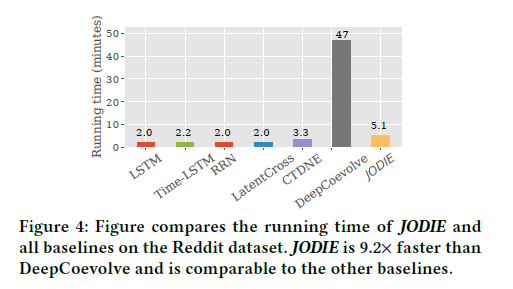 Running time (minutes)
50
40
30
20
10
0
2.0 2.2 2.0 2.0 3.3 47 5.1
LSTM Time-LSTM RRN LatentCross CTDNE DeepCoevolve JODIE
Figure 4: Figure compares the running time of JODIE and
all baselines on the Reddit dataset. JODIE is 9.2× faster than
DeepCoevolve and is comparable to the other baselines.